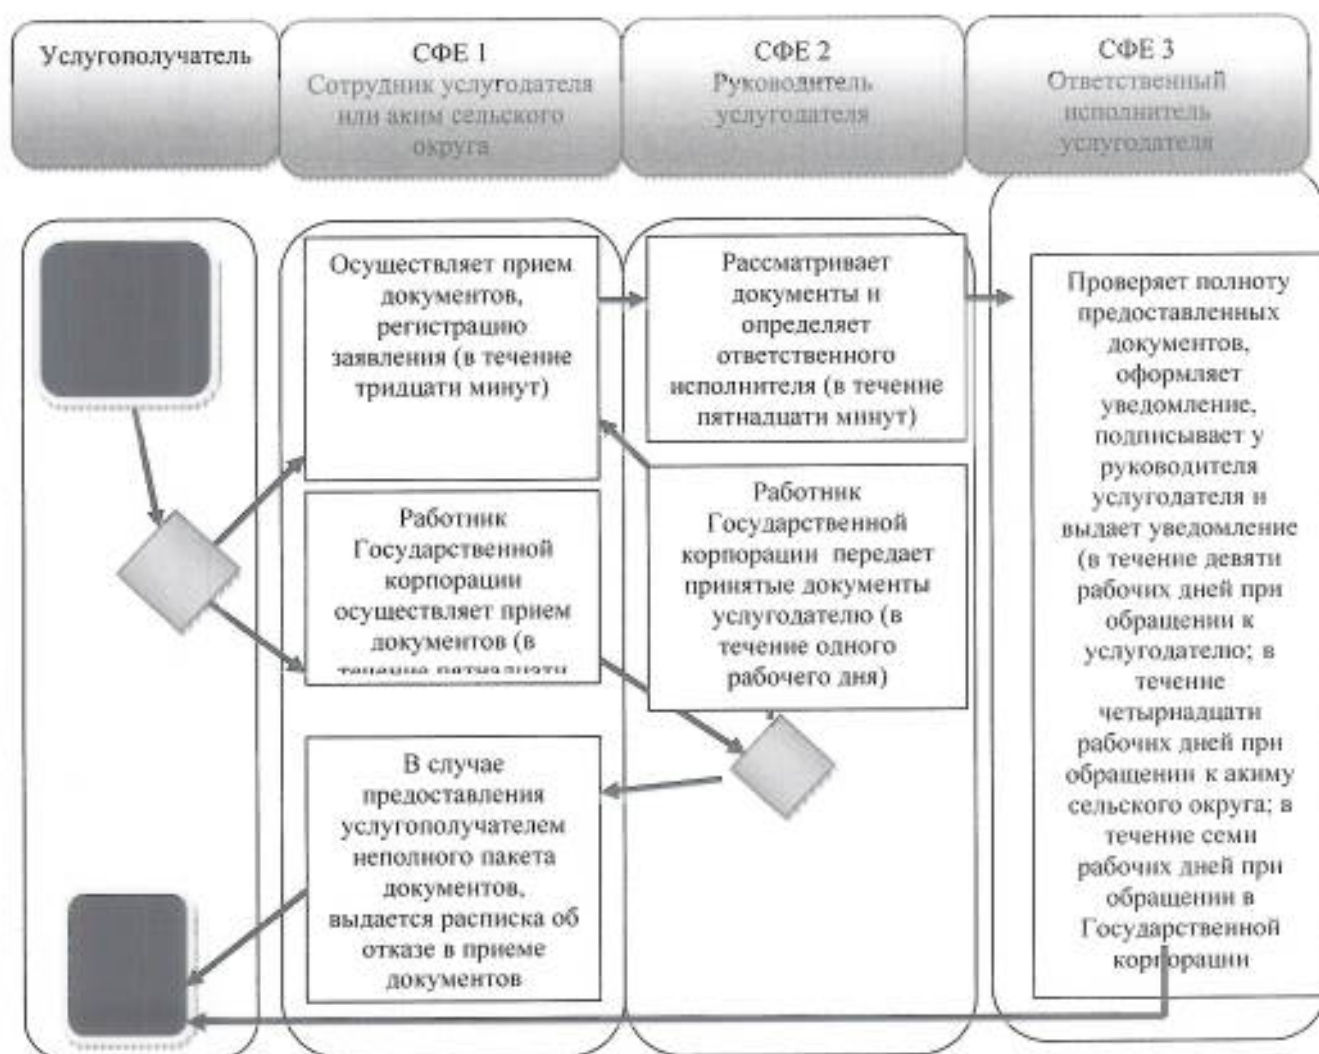 Услугополучатель
СФЕ 1
Сотрудник услугодателя
или аким сельского
округа
СФЕ 2
Руководитель
услугодателя
СФЕ 3
Ответственный
исполнитель
услугодателя
Осуществляет прием
документов,
регистрацию
заявления (в течение
тридцати минут)
Рассматривает
документы и
определяет
ответственного
исполнителя (в течение
пятнадцати минут)
Проверяет полноту
предоставленных
документов,
оформляет
уведомление,
подписывает у
руководителя
услугодателя и
выдает уведомление
(в течение девяти
рабочих дней при
обращении к
услугодателю; в
течение
четырнадцати
рабочих дней при
обращении к акиму
сельского округа; в
течение семи
рабочих дней при
обращении в
Государственной
корпорации
Работник
Государственной
корпорации
осуществляет прием
документов (в
течение пятнадцати
Работник
Государственной
корпорации передает
принятые документы
услугодателю (в
течение одного
рабочего дня)
В случае
предоставления
услугополучателем
неполного пакета
документов,
выдается расписка об
отказе в приеме
документов